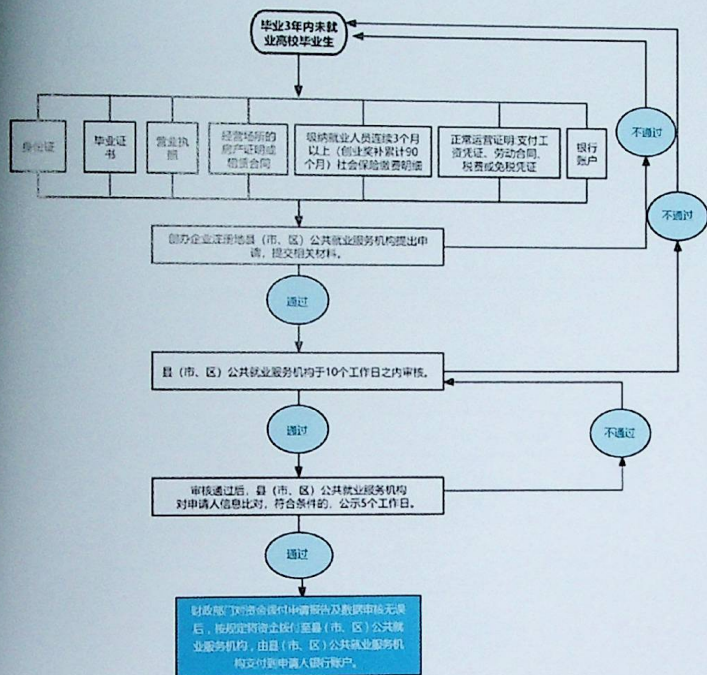 毕业3年内未就
业高校毕业生
身份证
毕业证
书
营业执
照
经营场所的
房产证明或
租赁合同
吸纳就业人员连续3个月
以上（创业奖补累计90
个月）社会保险缴费明细
正常运营证明:支付工
资凭证、劳动合同、
税费或免税凭证
银行
账户
不通过
不通过
创办企业注册地县（市、区）公共就业服务机构提出申
请，提交相关材料。
通过
县（市、区）公共就业服务机构于10个工作日之内审核。
通过
不通过
审核通过后，县（市、区）公共就业服务机构
对申请人信息比对，符合条件的，公示5个工作日。
通过
财政部门对资金拨付申请报告及数据审核无误
后，按规定将资金拨付至县（市、区）公共就
业服务机构，由县（市、区）公共就业服务机
构支付到申请人银行账户。